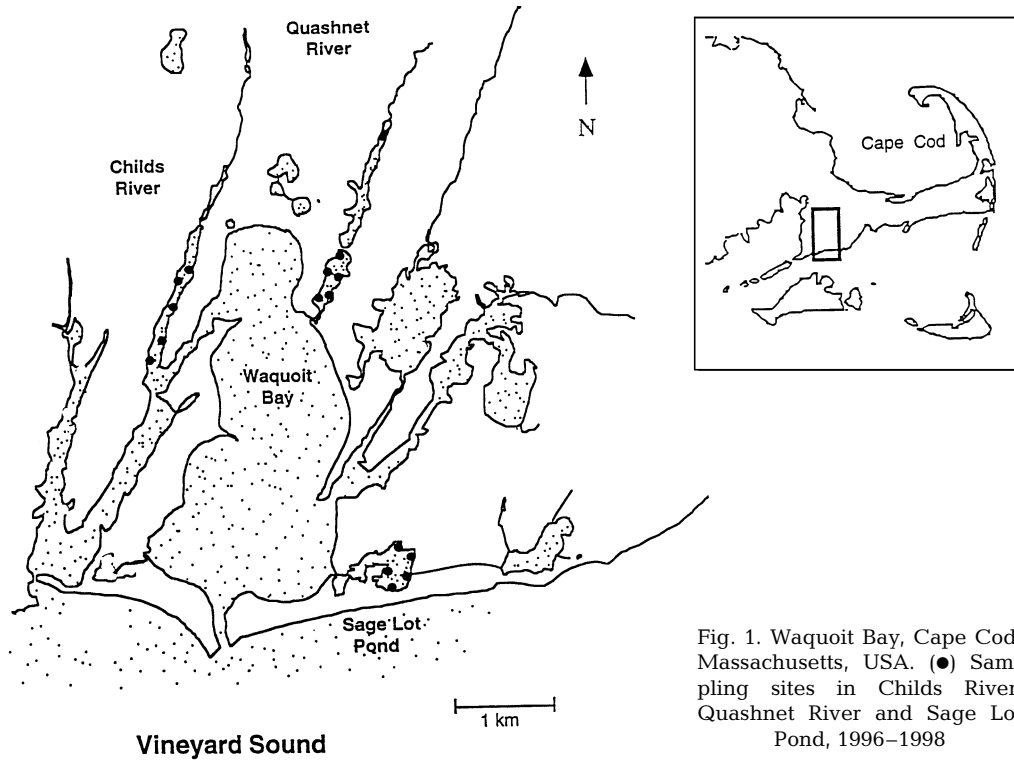 Quashnet
River
N
Childs
River
Cape Cod
Waquoit
Bay
Sage Lot
Pond
1 km
Vineyard Sound
Fig. 1. Waquoit Bay, Cape Cod
Massachusetts, USA. (●) Sam
pling sites in Childs River
Quashnet River and Sage Lo
Pond, 1996–1998